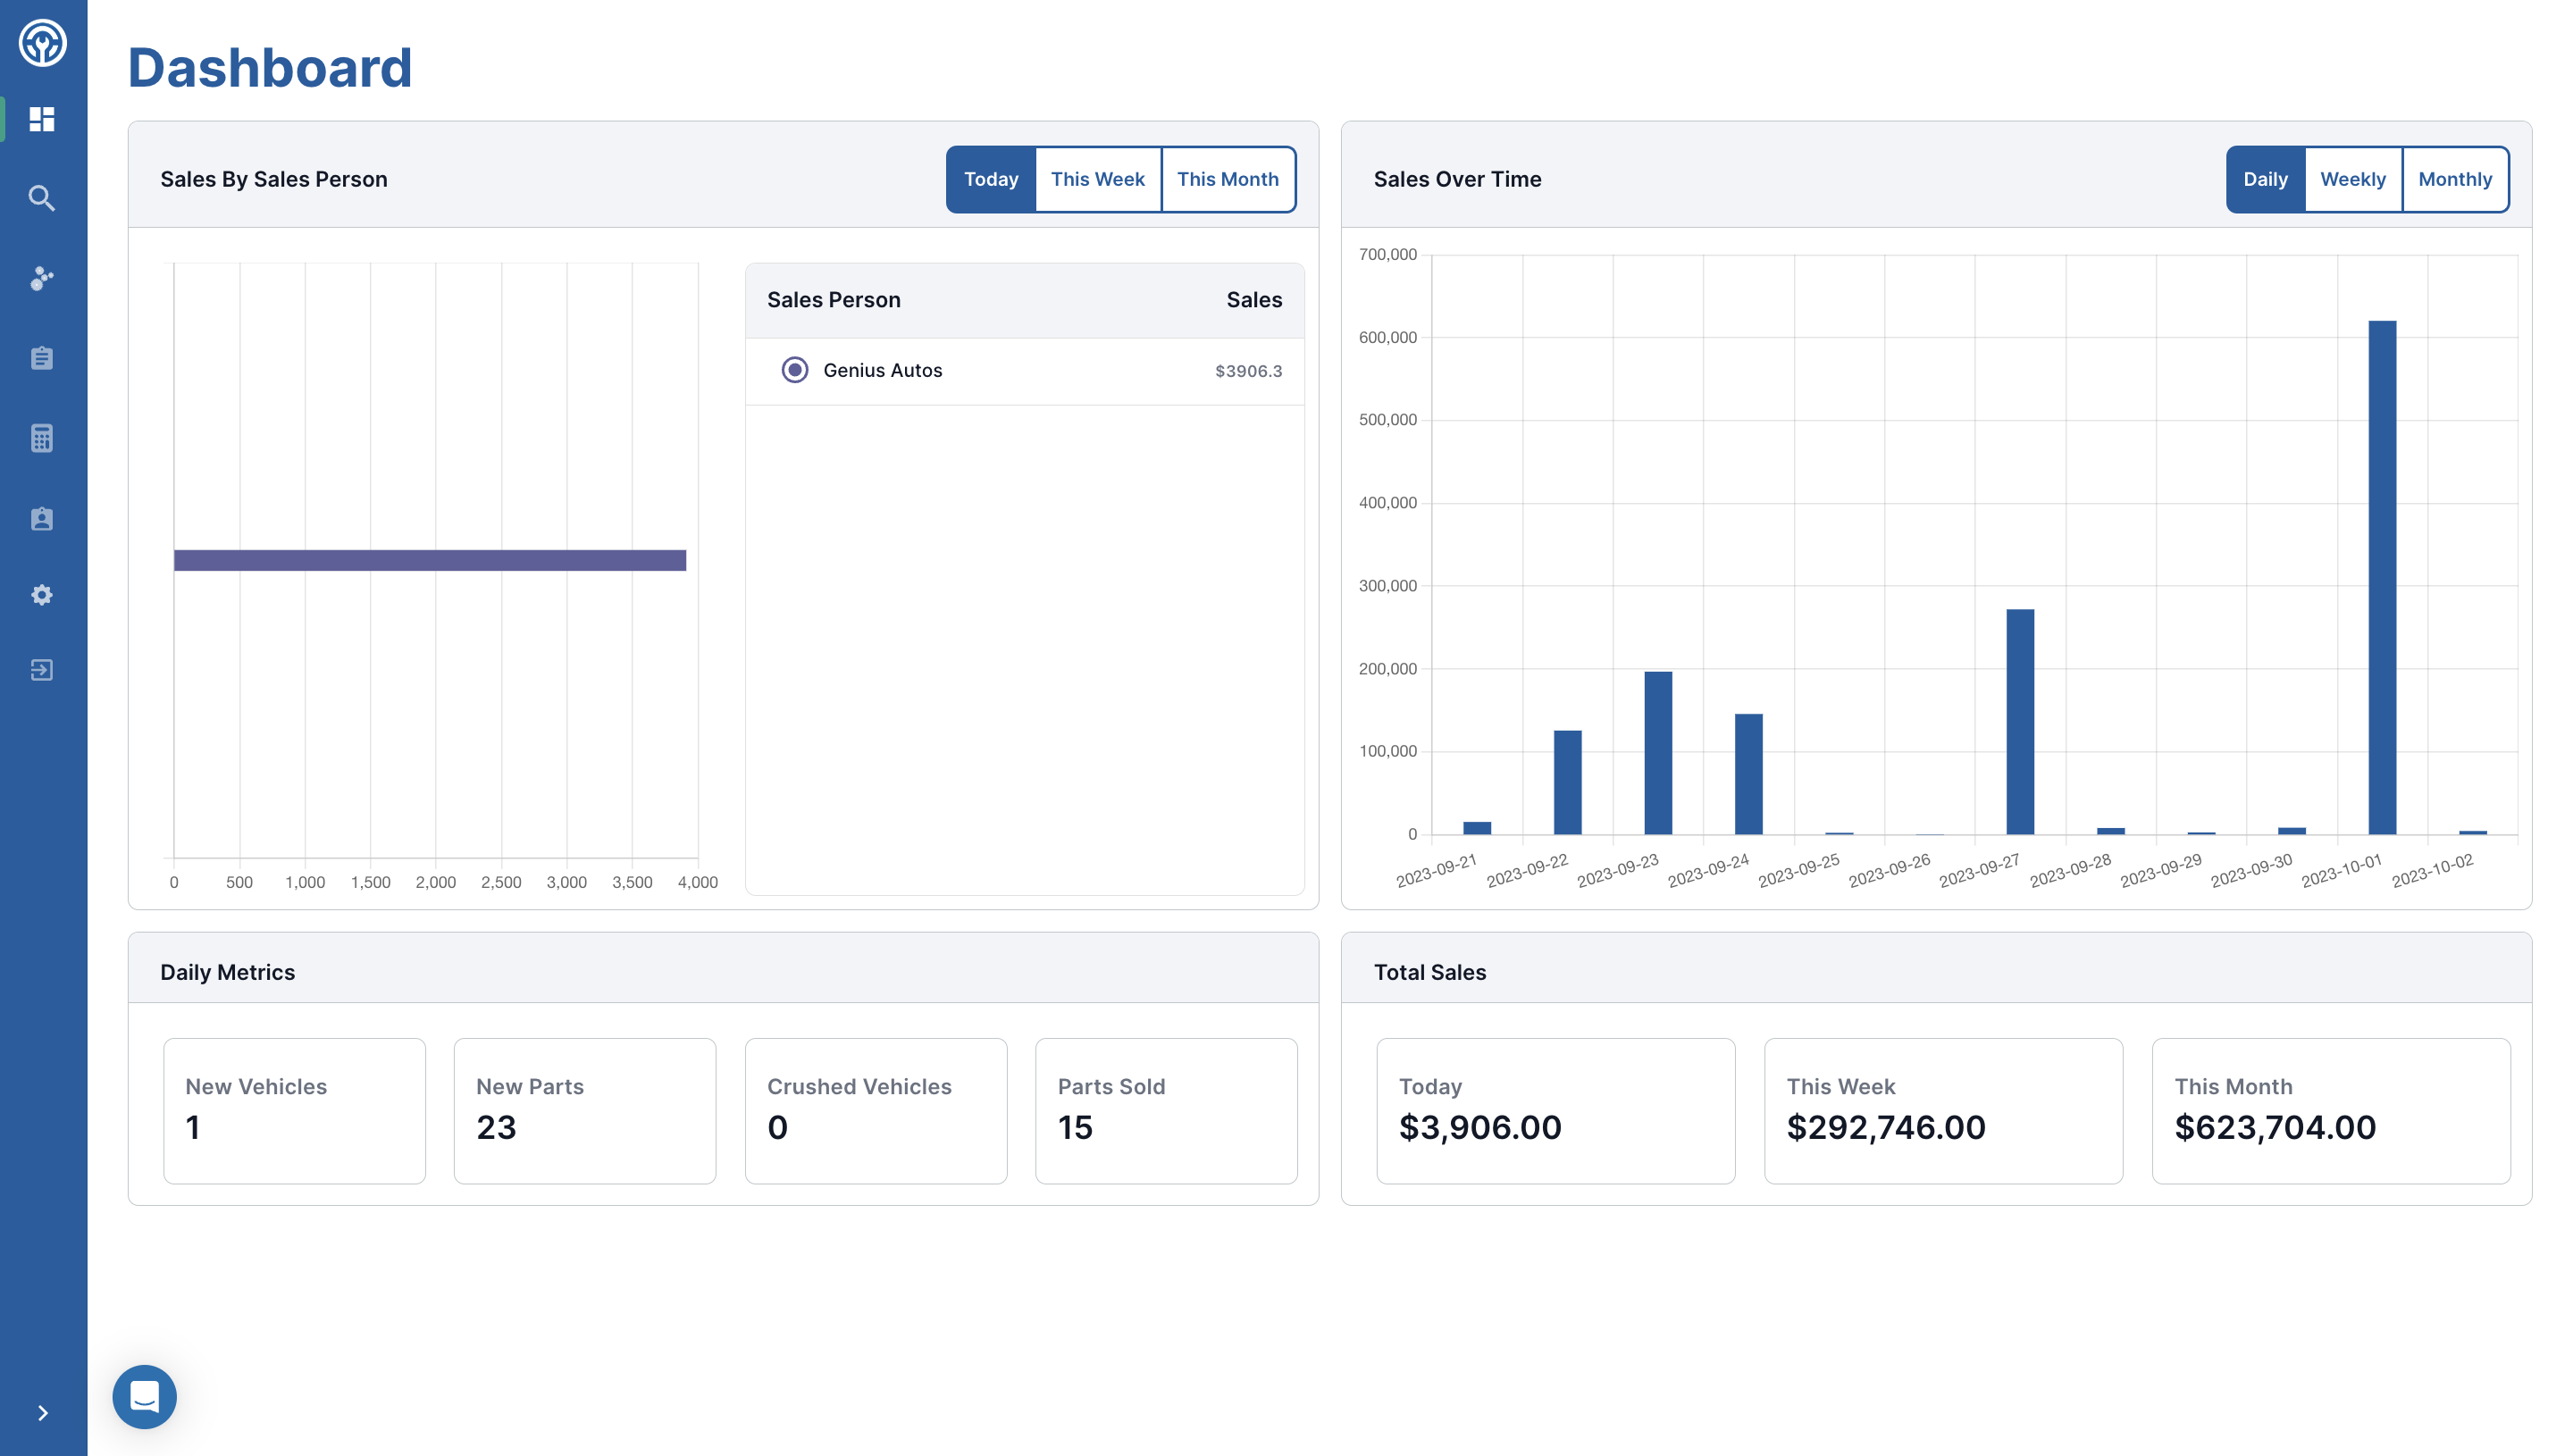 Dashboard
Sales By Sales Person
Today
This Week
This Month
0
500
1,000
1,500
2,000
2,500
3,000
3,500
4,000
Sales Person
Sales
Genius Autos
$3906.3
Sales Over Time
Daily
Weekly
Monthly
700,000
600,000
500,000
400,000
300,000
200,000
100,000
0
2023-09-21
2023-09-22
2023-09-23
2023-09-24
2023-09-25
2023-09-26
2023-09-27
2023-09-28
2023-09-29
2023-09-30
2023-10-01
2023-10-02
Daily Metrics
New Vehicles
1
New Parts
23
Crushed Vehicles
0
Parts Sold
15
Total Sales
Today
$3,906.00
This Week
$292,746.00
This Month
$623,704.00